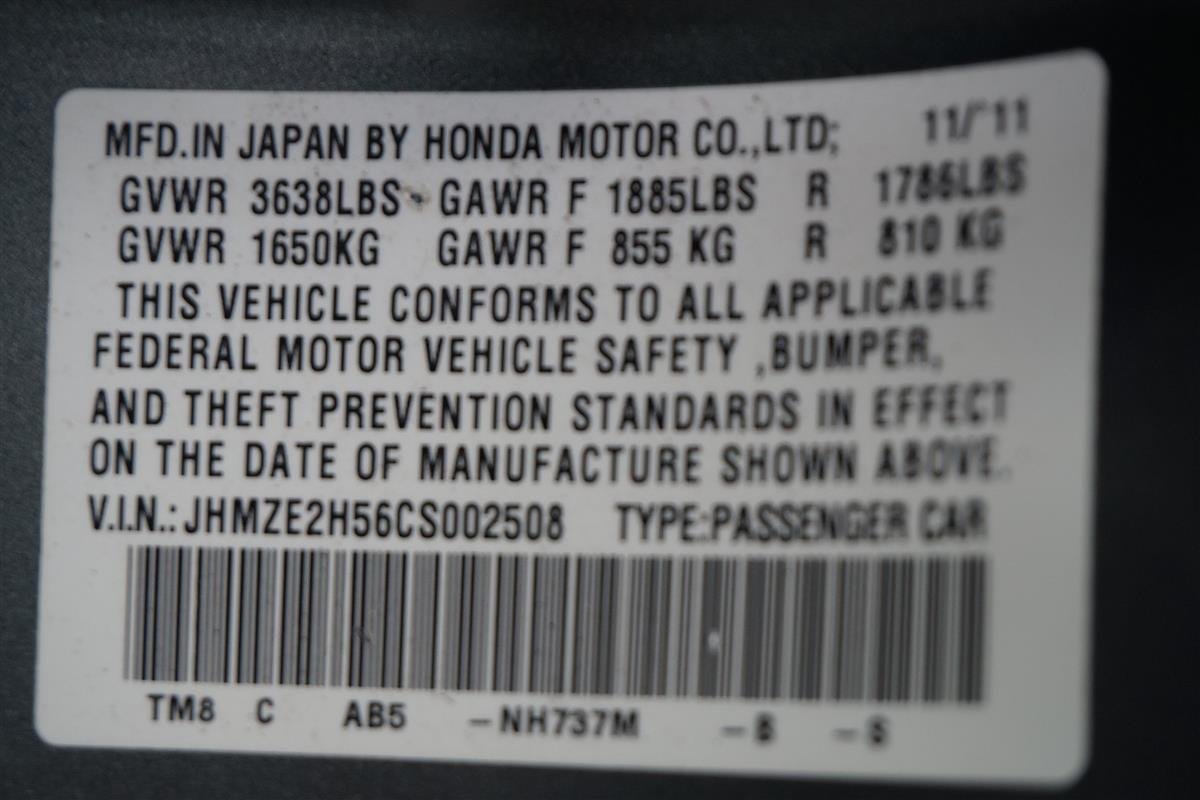 MFD.IN JAPAN BY HONDA MOTOR CO.,LTD; 11/'11
GVWR 3638LBS GAWR F 1885LBS R 1786LBS
GVWR 1650KG GAWR F 855 KG R 810 KG
THIS VEHICLE CONFORMS TO ALL APPLICABLE
FEDERAL MOTOR VEHICLE SAFETY ,BUMPER,
AND THEFT PREVENTION STANDARDS IN EFFECT
ON THE DATE OF MANUFACTURE SHOWN ABOVE.
V.I.N.:JHMZE2H56CS002508 TYPE:PASSENGER CAR
TM8 C AB5 -NH737M -B